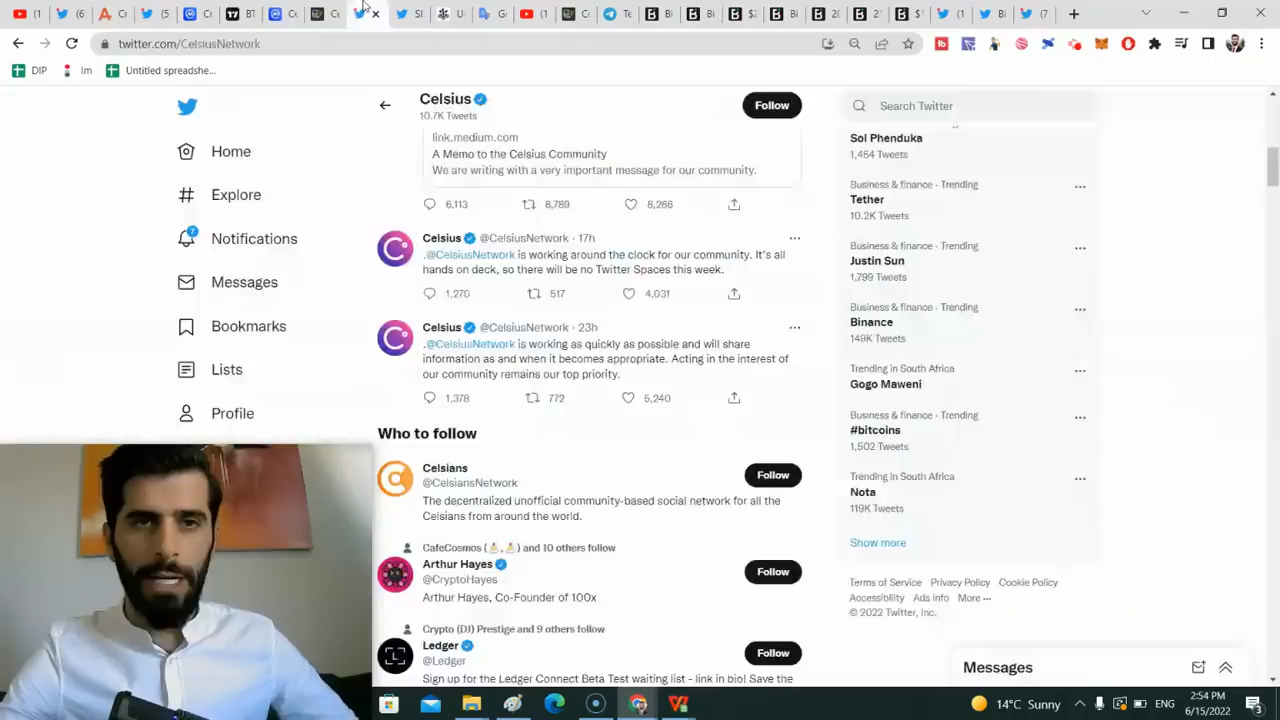 twitter.com/CelsiusNetwork
DIP
Im
Untitled spreadshe...
Celsius
10.7K Tweets
Follow
Search Twitter
Home
Explore
Notifications
Messages
Bookmarks
Lists
Profile
link.medium.com
A Memo to the Celsius Community
We are writing with a very important message for our community.
6,113
8,789
8,266
Celsius @CelsiusNetwork · 17h
.@CelsiusNetwork is working around the clock for our community. It's all
hands on deck, so there will be no Twitter Spaces this week.
1,270
517
4,031
Celsius @CelsiusNetwork · 23h
.@CelsiusNetwork is working as quickly as possible and will share
information as and when it becomes appropriate. Acting in the interest of
our community remains our top priority.
1,378
772
5,240
Who to follow
Celsians
@CelsiansNetwork
Follow
The decentralized unofficial community-based social network for all the
Celsians from around the world.
CafeCosmos and 10 others follow
Arthur Hayes
@CryptoHayes
Follow
Arthur Hayes, Co-Founder of 100x
Crypto (DJ) Prestige and 9 others follow
Ledger
@Ledger
Follow
Sign up for the Ledger Connect Beta Test waiting list - link in bio! Save the
Sol Phenduka
1,454 Tweets
Business & finance · Trending
Tether
10.2K Tweets
Business & finance · Trending
Justin Sun
1,799 Tweets
Business & finance · Trending
Binance
149K Tweets
Trending in South Africa
Gogo Maweni
Business & finance · Trending
#bitcoins
1,502 Tweets
Trending in South Africa
Nota
119K Tweets
Show more
Terms of Service Privacy Policy Cookie Policy
Accessibility Ads info More ···
© 2022 Twitter, Inc.
Messages
14°C Sunny
ENG
2:54 PM
6/15/2022